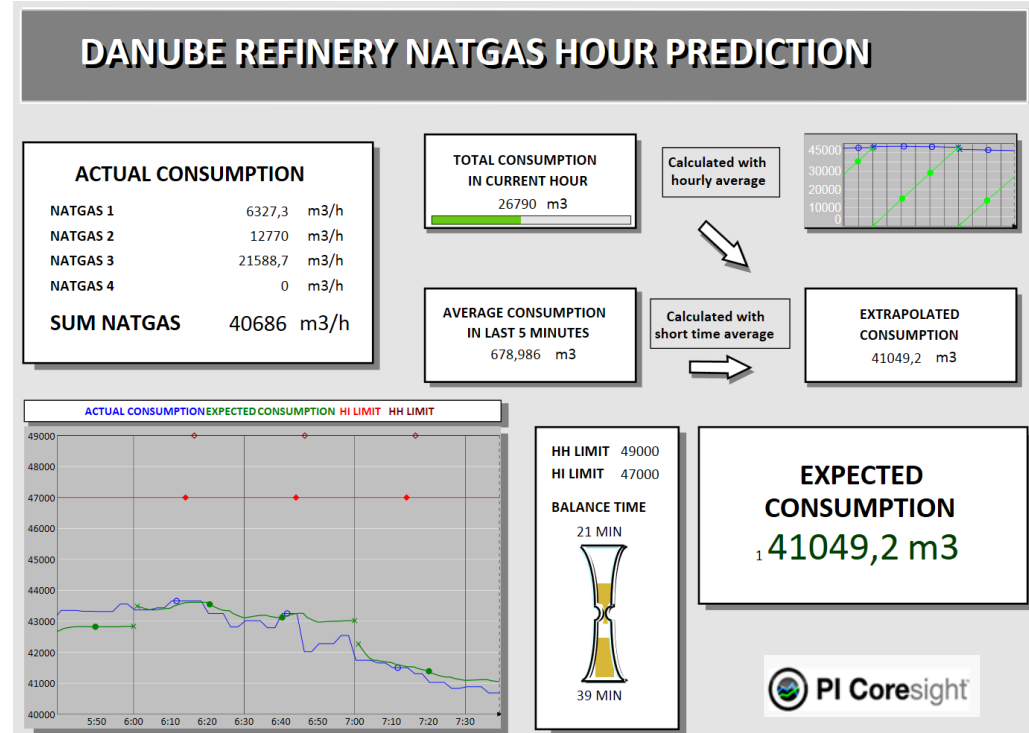 DANUBE REFINERY NATGAS HOUR PREDICTION
ACTUAL CONSUMPTION
NATGAS 1 6327,3 m3/h
NATGAS 2 12770 m3/h
NATGAS 3 21588,7 m3/h
NATGAS 4 0 m3/h
SUM NATGAS 40686 m3/h
TOTAL CONSUMPTION
IN CURRENT HOUR
26790 m3
Calculated with
hourly average
45000
30000
20000
10000
0
AVERAGE CONSUMPTION
IN LAST 5 MINUTES
678,986 m3
Calculated with
short time average
EXTRAPOLATED
CONSUMPTION
41049,2 m3
ACTUAL CONSUMPTION EXPECTED CONSUMPTION HI LIMIT HH LIMIT
49000
48000
47000
46000
45000
44000
43000
42000
41000
40000
5:50 6:00 6:10 6:20 6:30 6:40 6:50 7:00 7:10 7:20 7:30
HH LIMIT 49000
HI LIMIT 47000
BALANCE TIME
21 MIN
39 MIN
EXPECTED
CONSUMPTION
1 41049,2 m3
PI Coresight